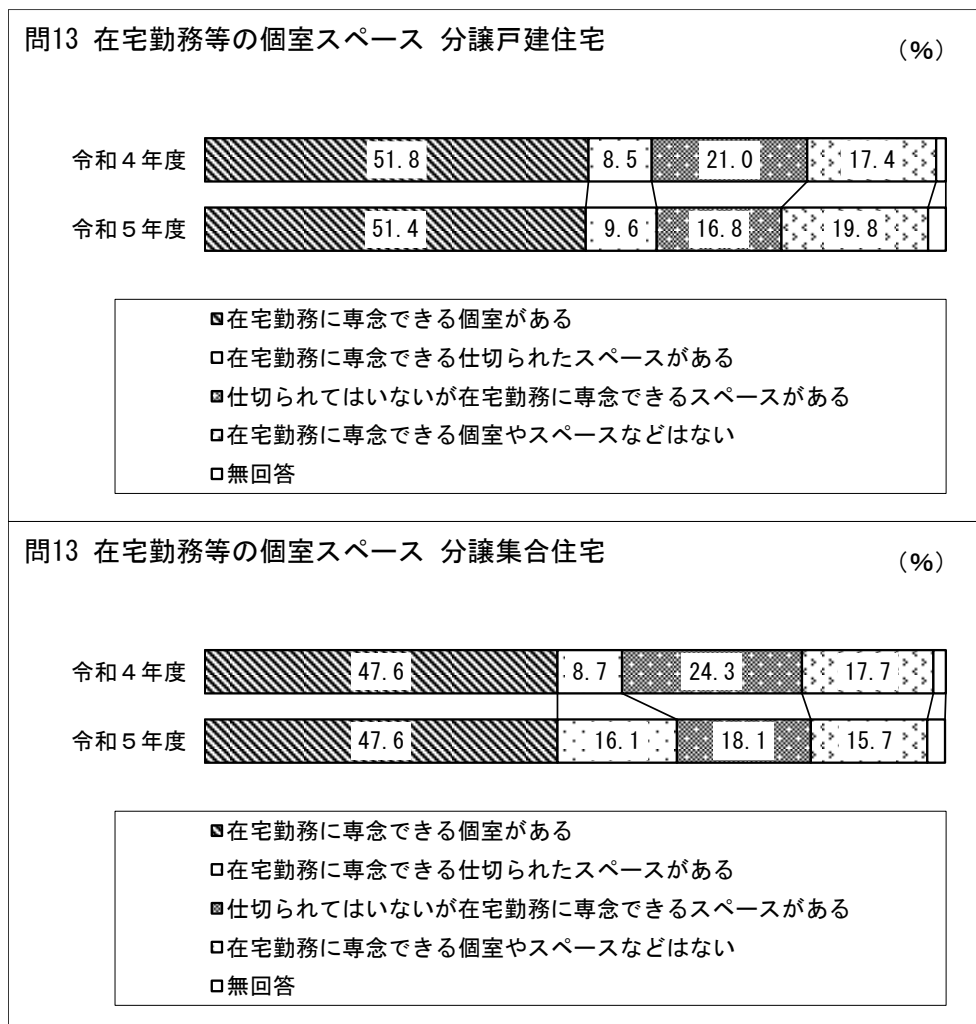 問13 在宅勤務等の個室スペース 分譲戸建住宅
（%）
令和４年度 51.8 8.5 21.0 17.4
令和５年度 51.4 9.6 16.8 19.8
在宅勤務に専念できる個室がある
在宅勤務に専念できる仕切られたスペースがある
仕切られてはいないが在宅勤務に専念できるスペースがある
在宅勤務に専念できる個室やスペースなどはない
無回答
問13 在宅勤務等の個室スペース 分譲集合住宅
（%）
令和４年度 47.6 8.7 24.3 17.7
令和５年度 47.6 16.1 18.1 15.7
在宅勤務に専念できる個室がある
在宅勤務に専念できる仕切られたスペースがある
仕切られてはいないが在宅勤務に専念できるスペースがある
在宅勤務に専念できる個室やスペースなどはない
無回答